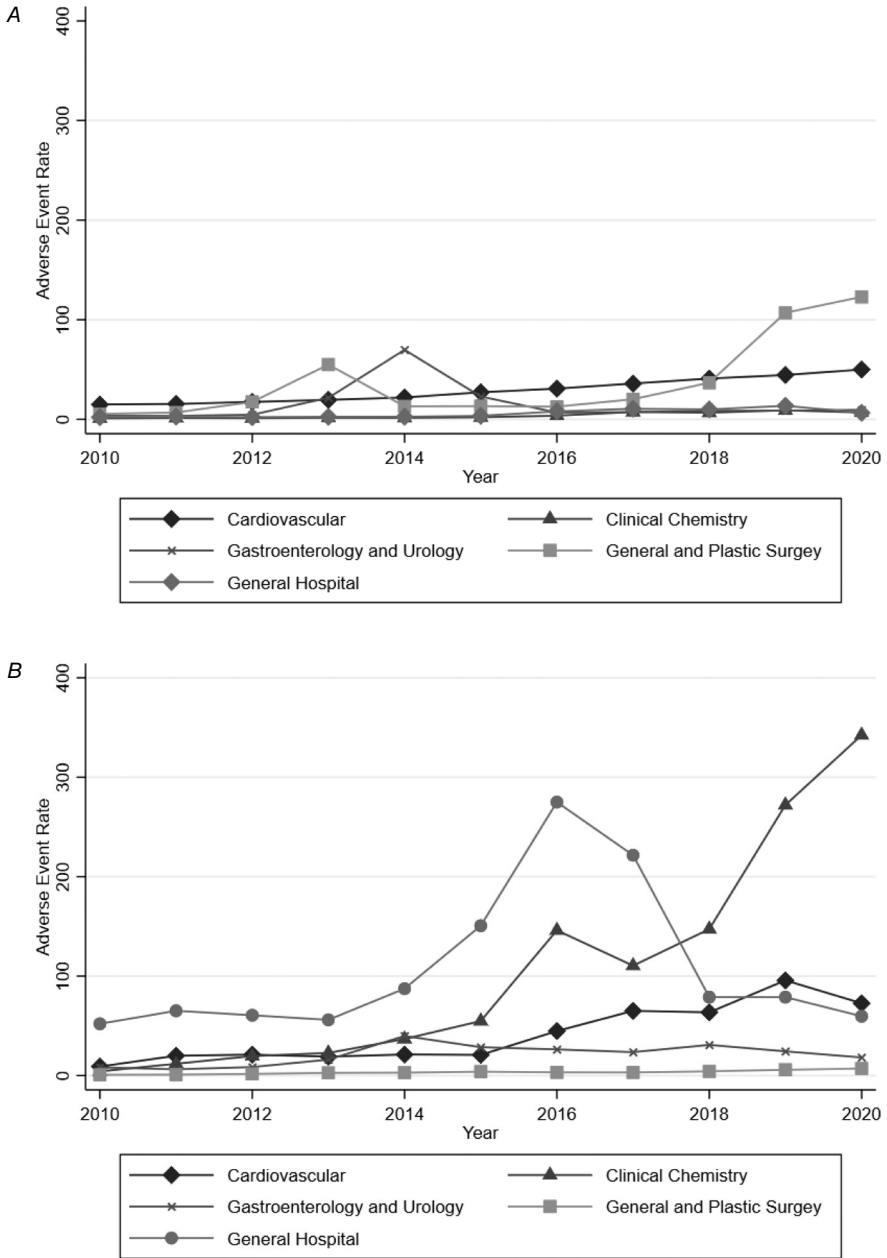 A
400
300
200
100
0
Adverse Event Rate
2010 2012 2014 2016 2018 2020
Year
Cardiovascular Clinical Chemistry
Gastroenterology and Urology General and Plastic Surgey
General Hospital
B
400
300
200
100
0
Adverse Event Rate
2010 2012 2014 2016 2018 2020
Year
Cardiovascular Clinical Chemistry
Gastroenterology and Urology General and Plastic Surgey
General Hospital